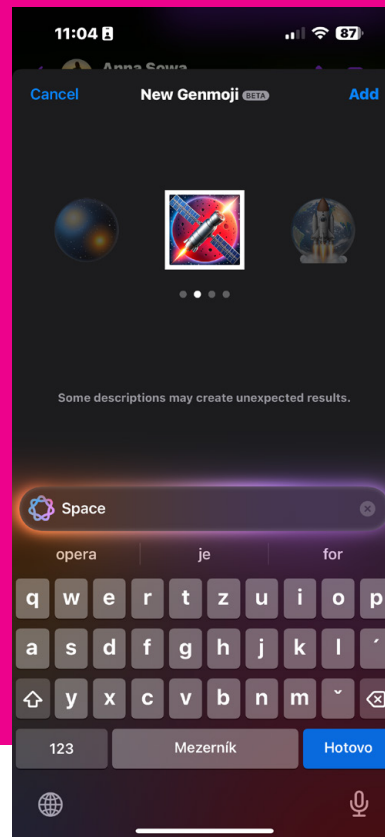 11:04
87
Anna Sowa
Cancel
New Genmoji BETA
Add
Some descriptions may create unexpected results.
Space
opera
je
for
q w e r t z u i o p
a s d f g h j k l ´
y x c v b n m ˇ
123
Mezerník
Hotovo